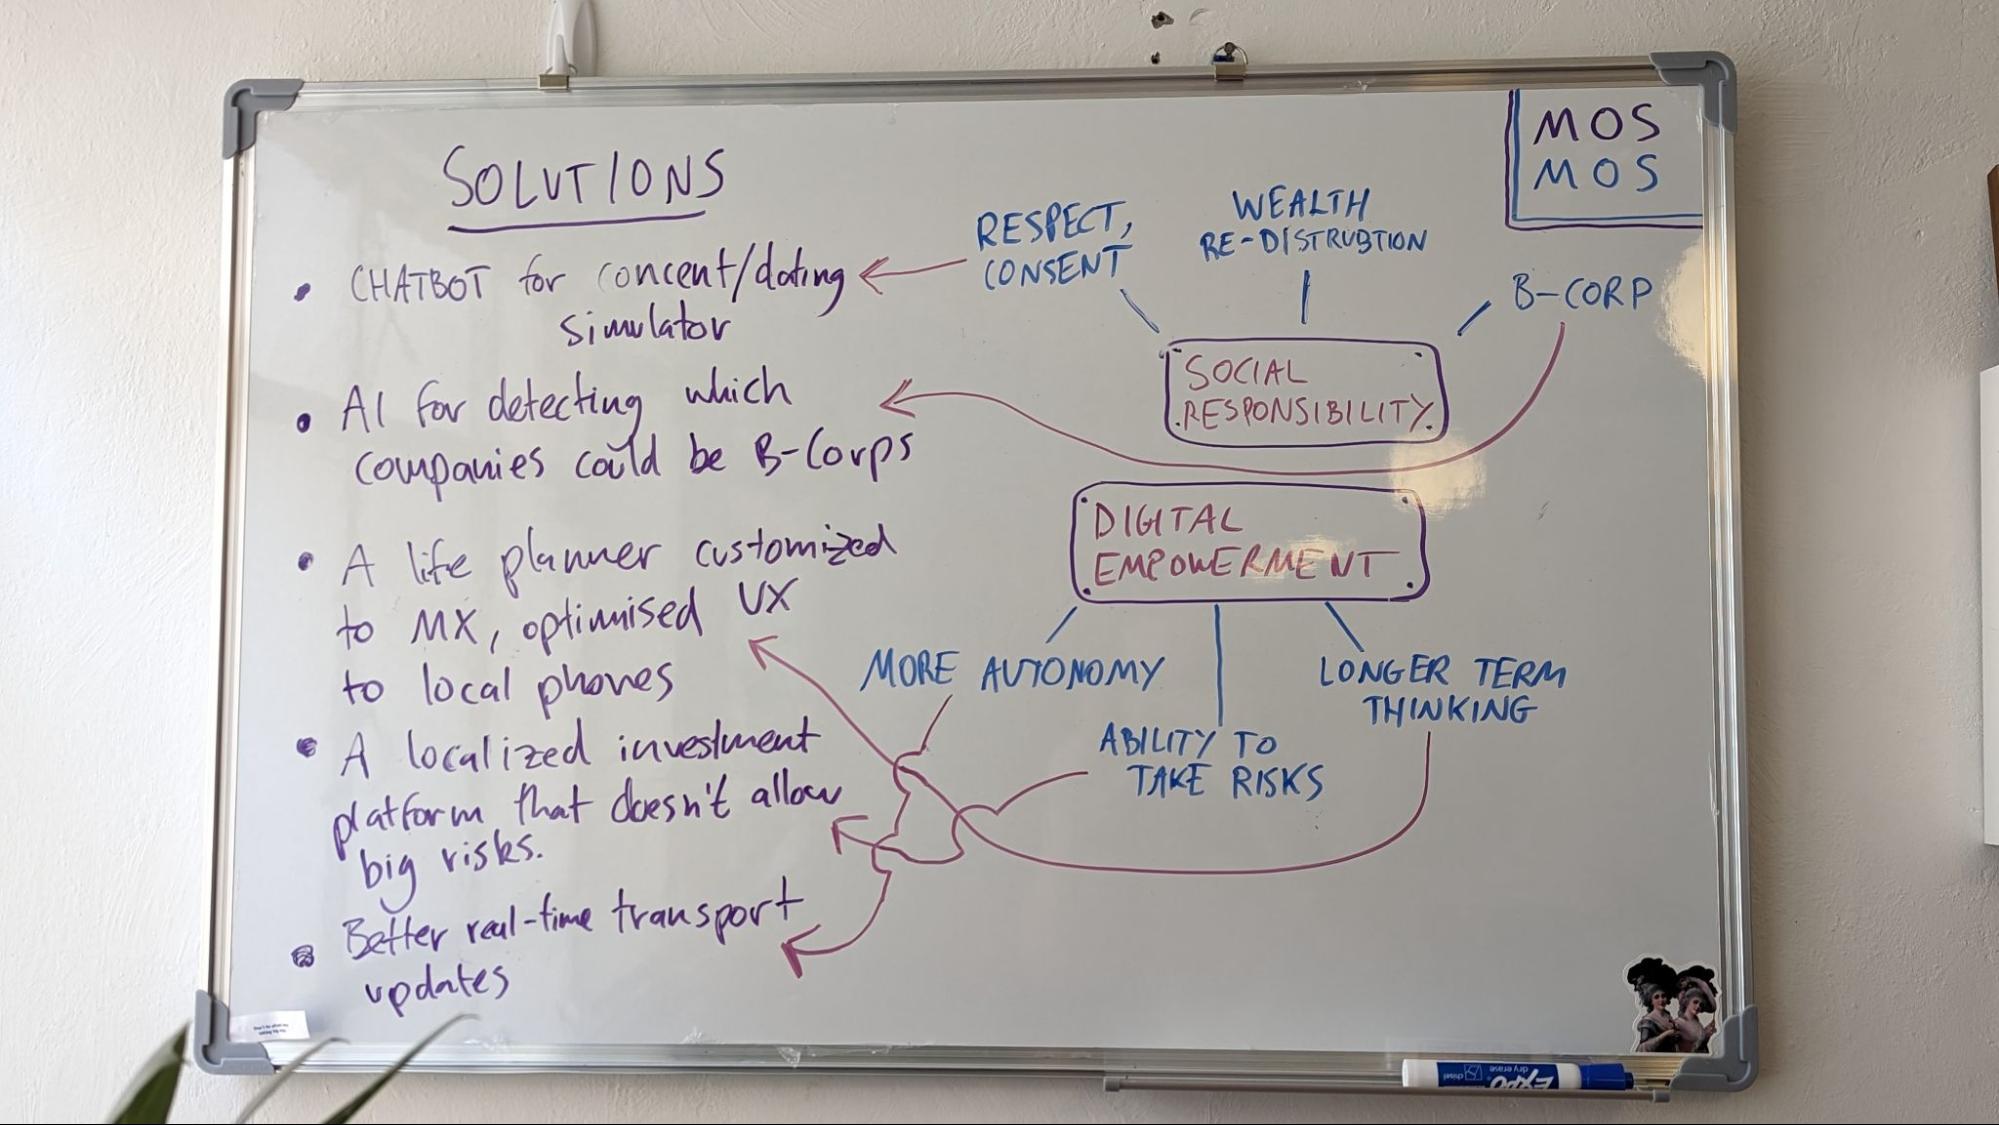 MOS
MOS
SOLUTIONS
• CHATBOT for concent/dating
simulator
• AI for detecting which
companies could be B-Corps
• A life planner customized
to MX, optimised UX
to local phones
• A localized investment
platform that doesn't allow
big risks.
• Better real-time transport
updates
RESPECT,
CONSENT
WEALTH
RE-DISTRUBTION
B-CORP
SOCIAL
RESPONSIBILITY
DIGITAL
EMPOWERMENT
MORE AUTONOMY
ABILITY TO
TAKE RISKS
LONGER TERM
THINKING
EXPO
dry erase
chisel